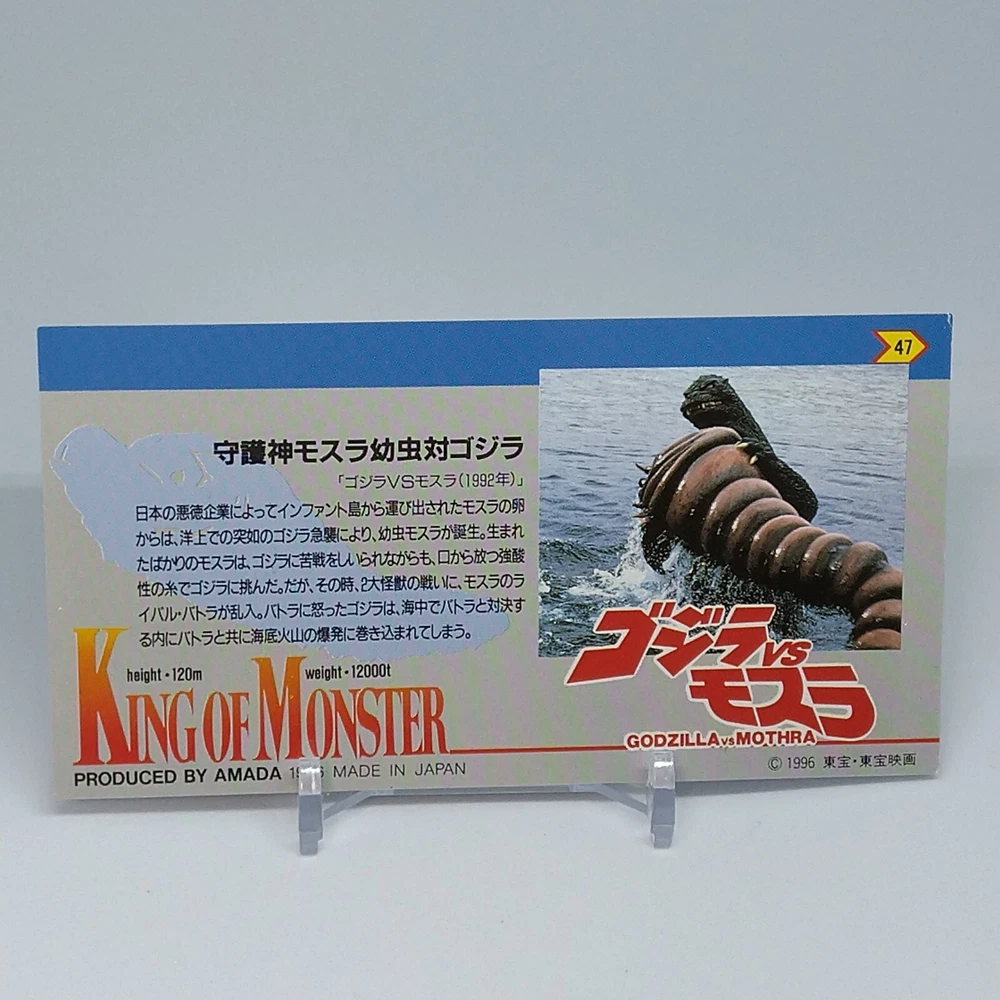 47
守護神モスラ幼虫対ゴジラ
「ゴジラVSモスラ(1992年)」
日本の悪徳企業によってインファント島から運び出されたモスラの卵
からは、洋上での突如のゴジラ急襲により、幼虫モスラが誕生。生まれ
たばかりのモスラは、ゴジラに苦戦をしいられながらも、口から放つ強酸
性の糸でゴジラに挑んだ。だが、その時、2大怪獣の戦いに、モスラのラ
イバル・バトラが乱入。バトラに怒ったゴジラは、海中でバトラと対決す
る内にバトラと共に海底火山の爆発に巻き込まれてしまう。
height・120m weight・12000t
KING OF MONSTER
PRODUCED BY AMADA 1996 MADE IN JAPAN
ゴジラVS
モスラ
GODZILLA vs MOTHRA
© 1996 東宝・東宝映画